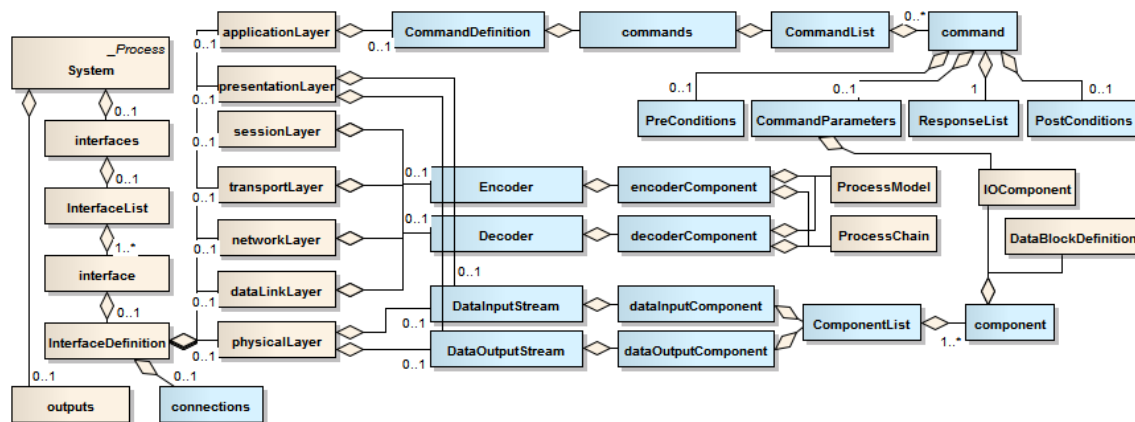 _Process
System
0..1
interfaces
0..1
InterfaceList
1..*
interface
0..1
InterfaceDefinition
0..1
outputs
0..1
connections
0..1
0..1
0..1
0..1
0..1
0..1
0..1
applicationLayer
presentationLayer
sessionLayer
transportLayer
networkLayer
dataLinkLayer
physicalLayer
0..1
CommandDefinition
commands
CommandList
0..*
command
0..1
0..1
1
0..1
PreConditions
CommandParameters
ResponseList
PostConditions
0..1
Encoder
encoderComponent
ProcessModel
IOComponent
0..1
Decoder
decoderComponent
ProcessChain
DataBlockDefinition
0..1
DataInputStream
dataInputComponent
0..1
DataOutputStream
dataOutputComponent
0..1
ComponentList
1..*
component